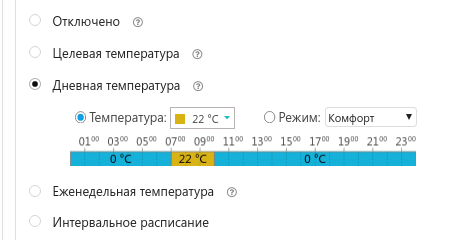 Отключено ?
Целевая температура ?
Дневная температура ?
Температура: 22 °C Режим: Комфорт
01⁰⁰ 03⁰⁰ 05⁰⁰ 07⁰⁰ 09⁰⁰ 11⁰⁰ 13⁰⁰ 15⁰⁰ 17⁰⁰ 19⁰⁰ 21⁰⁰ 23⁰⁰
0 °C 22 °C 0 °C
Еженедельная температура ?
Интервальное расписание